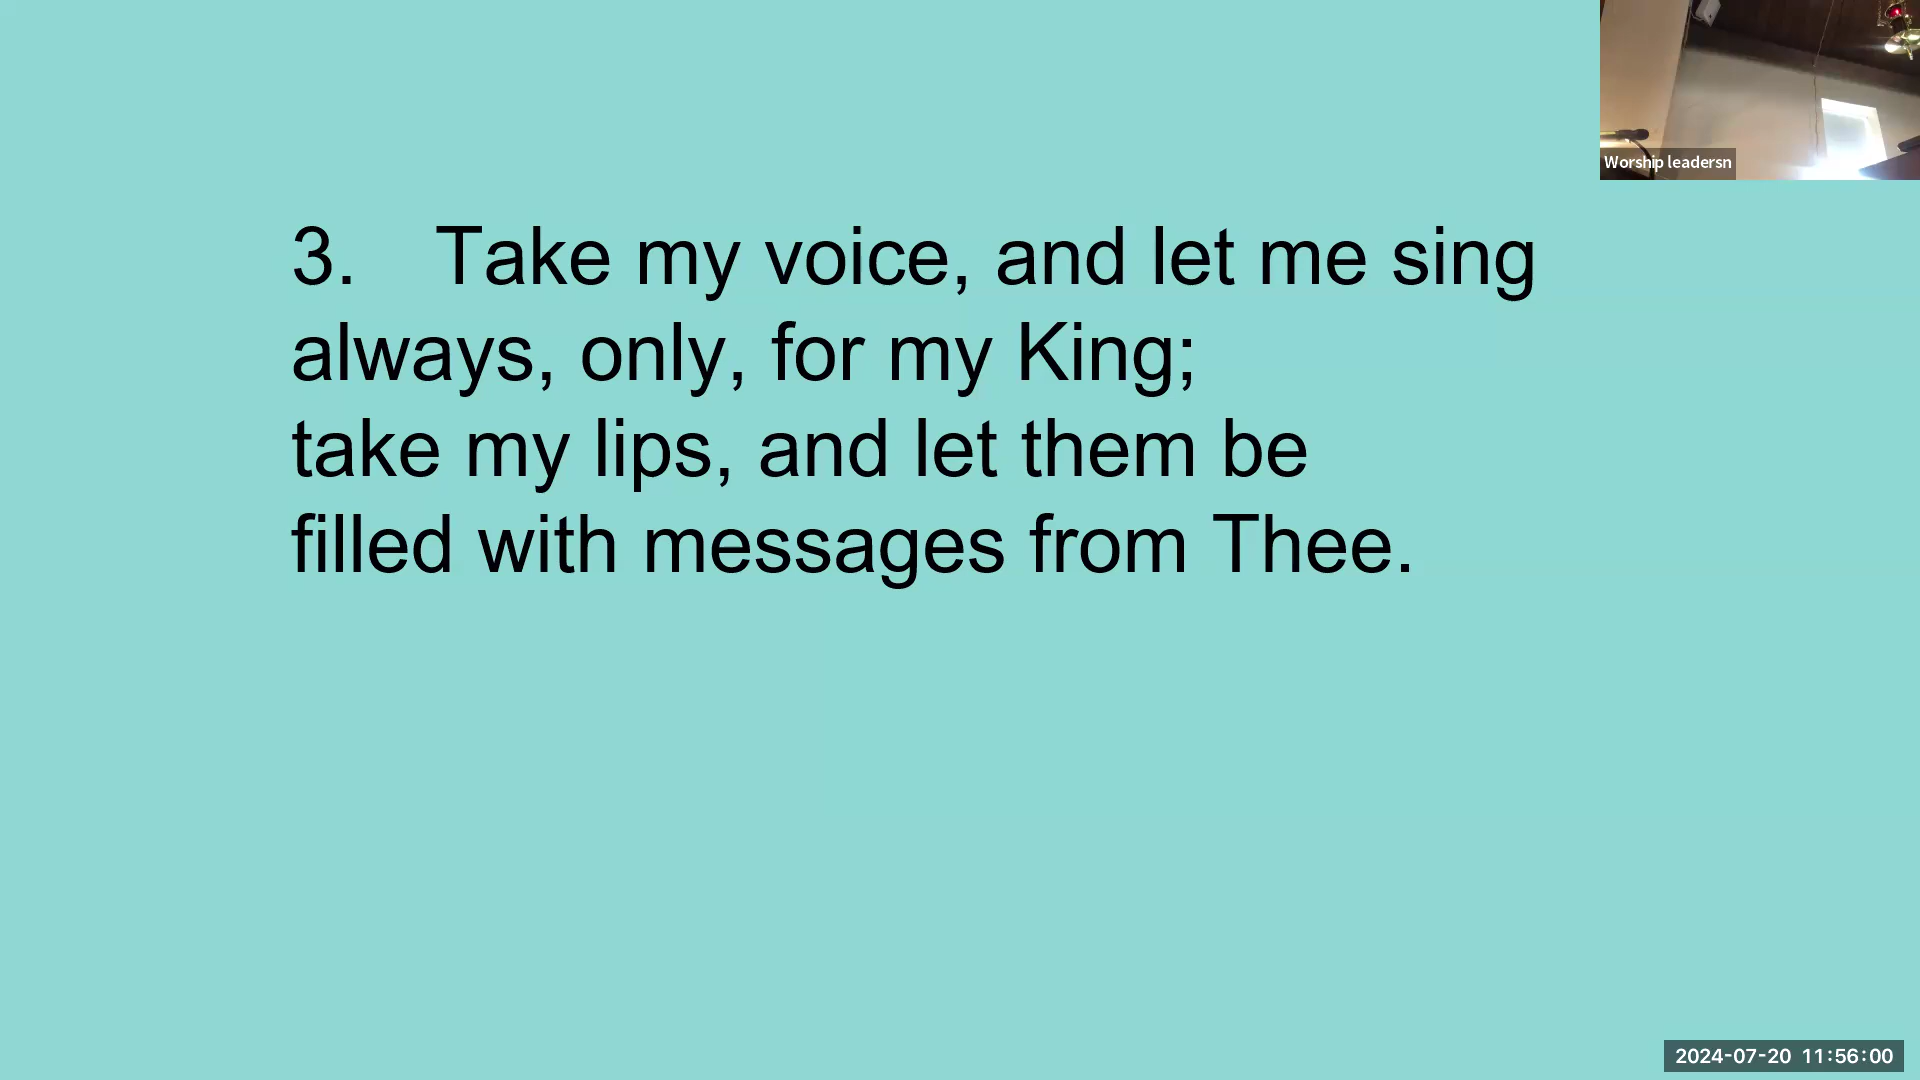 Worship leadersn
3. Take my voice, and let me sing
always, only, for my King;
take my lips, and let them be
filled with messages from Thee.
2024-07-20 11:56:00